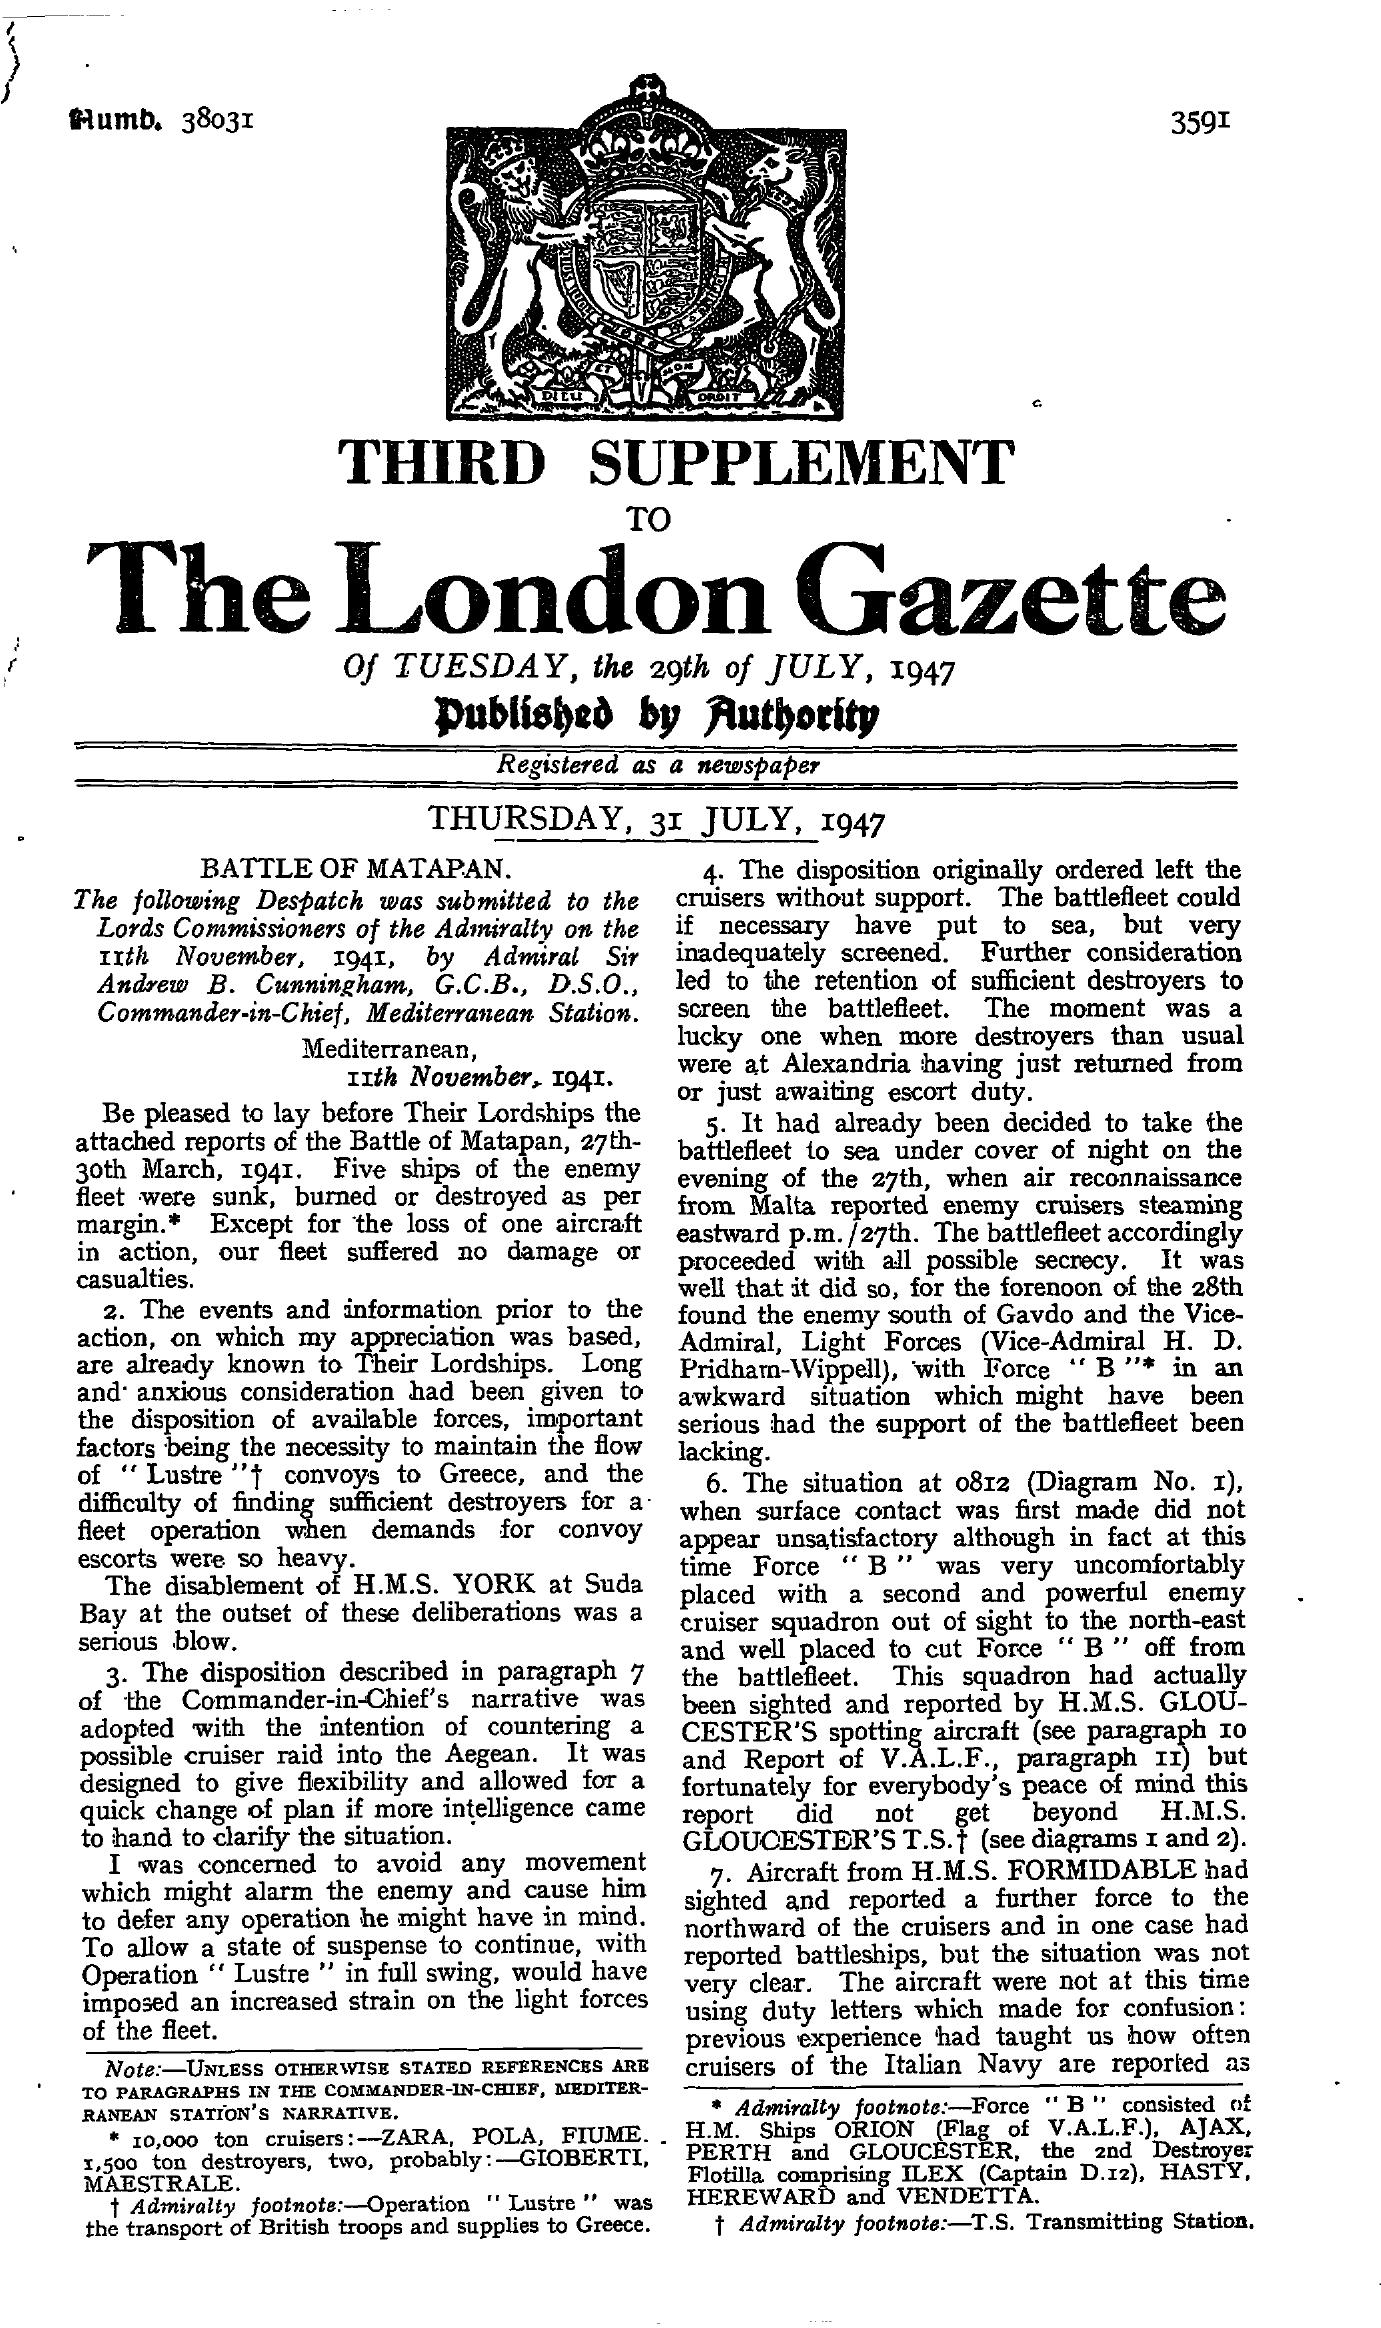 Numb. 38031
3591
DIEU ET MON DROIT
THIRD SUPPLEMENT
TO
The London Gazette
Of TUESDAY, the 29th of JULY, 1947
Published by Authority
Registered as a newspaper
THURSDAY, 31 JULY, 1947
BATTLE OF MATAPAN.
The following Despatch was submitted to the
Lords Commissioners of the Admiralty on the
11th November, 1941, by Admiral Sir
Andrew B. Cunningham, G.C.B., D.S.O.,
Commander-in-Chief, Mediterranean Station.
Mediterranean,
11th November, 1941.
Be pleased to lay before Their Lordships the
attached reports of the Battle of Matapan, 27th-
30th March, 1941. Five ships of the enemy
fleet were sunk, burned or destroyed as per
margin.* Except for the loss of one aircraft
in action, our fleet suffered no damage or
casualties.
2. The events and information prior to the
action, on which my appreciation was based,
are already known to Their Lordships. Long
and anxious consideration had been given to
the disposition of available forces, important
factors being the necessity to maintain the flow
of "Lustre"† convoys to Greece, and the
difficulty of finding sufficient destroyers for a
fleet operation when demands for convoy
escorts were so heavy.
The disablement of H.M.S. YORK at Suda
Bay at the outset of these deliberations was a
serious blow.
3. The disposition described in paragraph 7
of the Commander-in-Chief's narrative was
adopted with the intention of countering a
possible cruiser raid into the Aegean. It was
designed to give flexibility and allowed for a
quick change of plan if more intelligence came
to hand to clarify the situation.
I was concerned to avoid any movement
which might alarm the enemy and cause him
to defer any operation he might have in mind.
To allow a state of suspense to continue, with
Operation "Lustre" in full swing, would have
imposed an increased strain on the light forces
of the fleet.
Note:—UNLESS OTHERWISE STATED REFERENCES ARE
TO PARAGRAPHS IN THE COMMANDER-IN-CHIEF, MEDITER-
RANEAN STATION'S NARRATIVE.
* 10,000 ton cruisers:—ZARA, POLA, FIUME.
1,500 ton destroyers, two, probably:—GIOBERTI,
MAESTRALE.
† Admiralty footnote:—Operation "Lustre" was
the transport of British troops and supplies to Greece.
4. The disposition originally ordered left the
cruisers without support. The battlefleet could
if necessary have put to sea, but very
inadequately screened. Further consideration
led to the retention of sufficient destroyers to
screen the battlefleet. The moment was a
lucky one when more destroyers than usual
were at Alexandria having just returned from
or just awaiting escort duty.
5. It had already been decided to take the
battlefleet to sea under cover of night on the
evening of the 27th, when air reconnaissance
from Malta reported enemy cruisers steaming
eastward p.m./27th. The battlefleet accordingly
proceeded with all possible secrecy. It was
well that it did so, for the forenoon of the 28th
found the enemy south of Gavdo and the Vice-
Admiral, Light Forces (Vice-Admiral H. D.
Pridham-Wippell), with Force "B"* in an
awkward situation which might have been
serious had the support of the battlefleet been
lacking.
6. The situation at 0812 (Diagram No. 1),
when surface contact was first made did not
appear unsatisfactory although in fact at this
time Force "B" was very uncomfortably
placed with a second and powerful enemy
cruiser squadron out of sight to the north-east
and well placed to cut Force "B" off from
the battlefleet. This squadron had actually
been sighted and reported by H.M.S. GLOU-
CESTER'S spotting aircraft (see paragraph 10
and Report of V.A.L.F., paragraph 11) but
fortunately for everybody's peace of mind this
report did not get beyond H.M.S.
GLOUCESTER'S T.S.† (see diagrams 1 and 2).
7. Aircraft from H.M.S. FORMIDABLE had
sighted and reported a further force to the
northward of the cruisers and in one case had
reported battleships, but the situation was not
very clear. The aircraft were not at this time
using duty letters which made for confusion:
previous experience had taught us how often
cruisers of the Italian Navy are reported as
* Admiralty footnote:—Force "B" consisted of
H.M. Ships ORION (Flag of V.A.L.F.), AJAX,
PERTH and GLOUCESTER, the 2nd Destroyer
Flotilla comprising ILEX (Captain D.12), HASTY,
HEREWARD and VENDETTA.
† Admiralty footnote:—T.S. Transmitting Station.